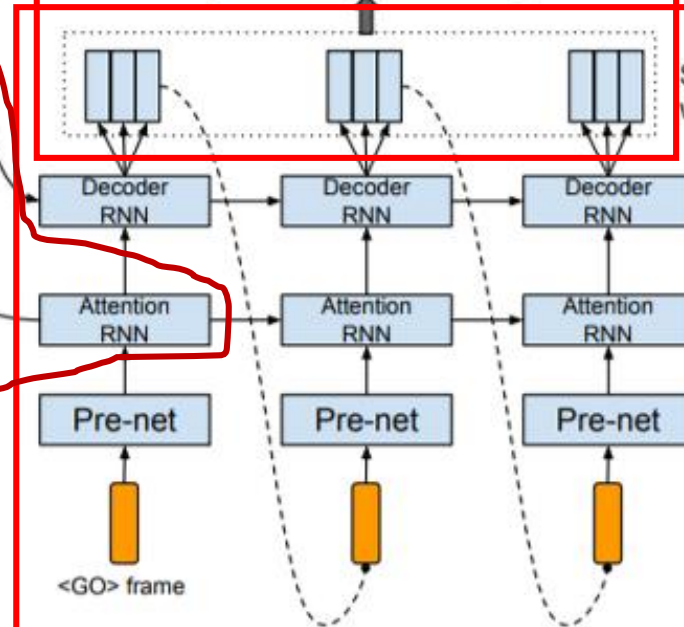 Decoder
RNN
Decoder
RNN
Decoder
RNN
Attention
RNN
Attention
RNN
Attention
RNN
Pre-net
Pre-net
Pre-net
<GO> frame